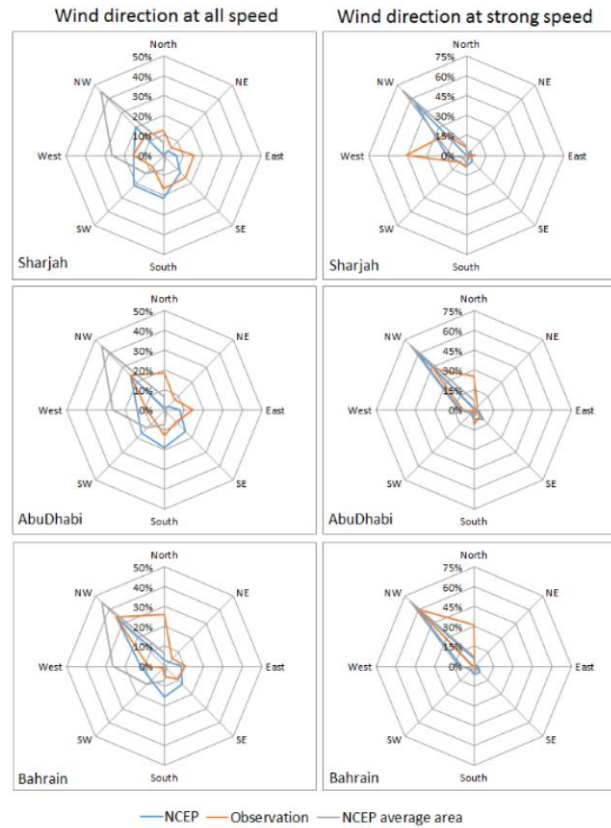 Wind direction at all speed
Wind direction at strong speed
North
50%
40%
30%
20%
10%
0%
NE
East
SE
South
SW
West
NW
Sharjah
North
75%
60%
45%
30%
15%
0%
NE
East
SE
South
SW
West
NW
Sharjah
North
50%
40%
30%
20%
10%
0%
NE
East
SE
South
SW
West
NW
AbuDhabi
North
75%
60%
45%
30%
15%
0%
NE
East
SE
South
SW
West
NW
AbuDhabi
North
50%
40%
30%
20%
10%
0%
NE
East
SE
South
SW
West
NW
Bahrain
North
75%
60%
45%
30%
15%
0%
NE
East
SE
South
SW
West
NW
Bahrain
NCEP Observation NCEP average area